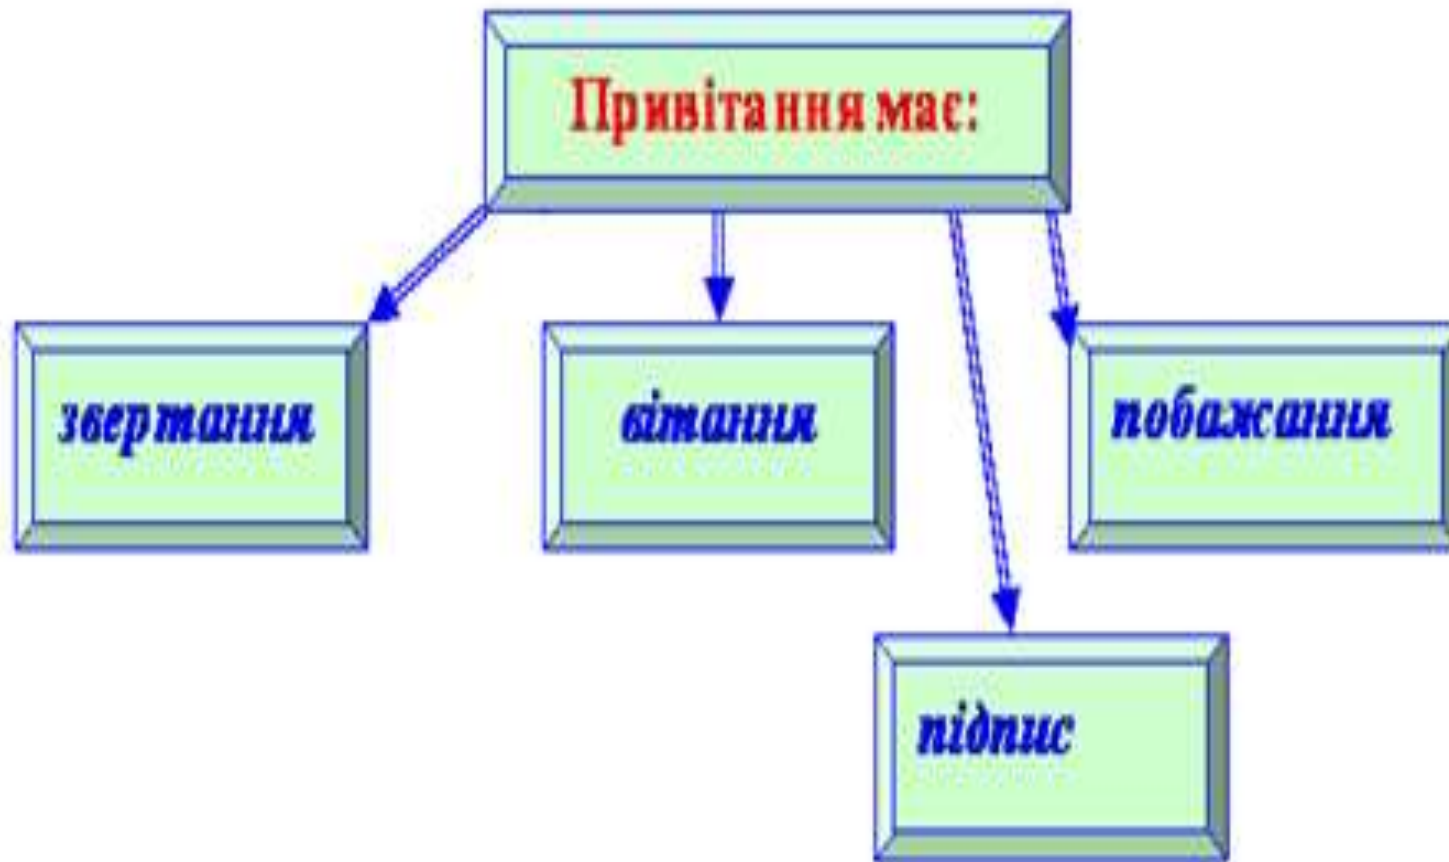 Привітання має:
звертання
вітання
побажання
підпис